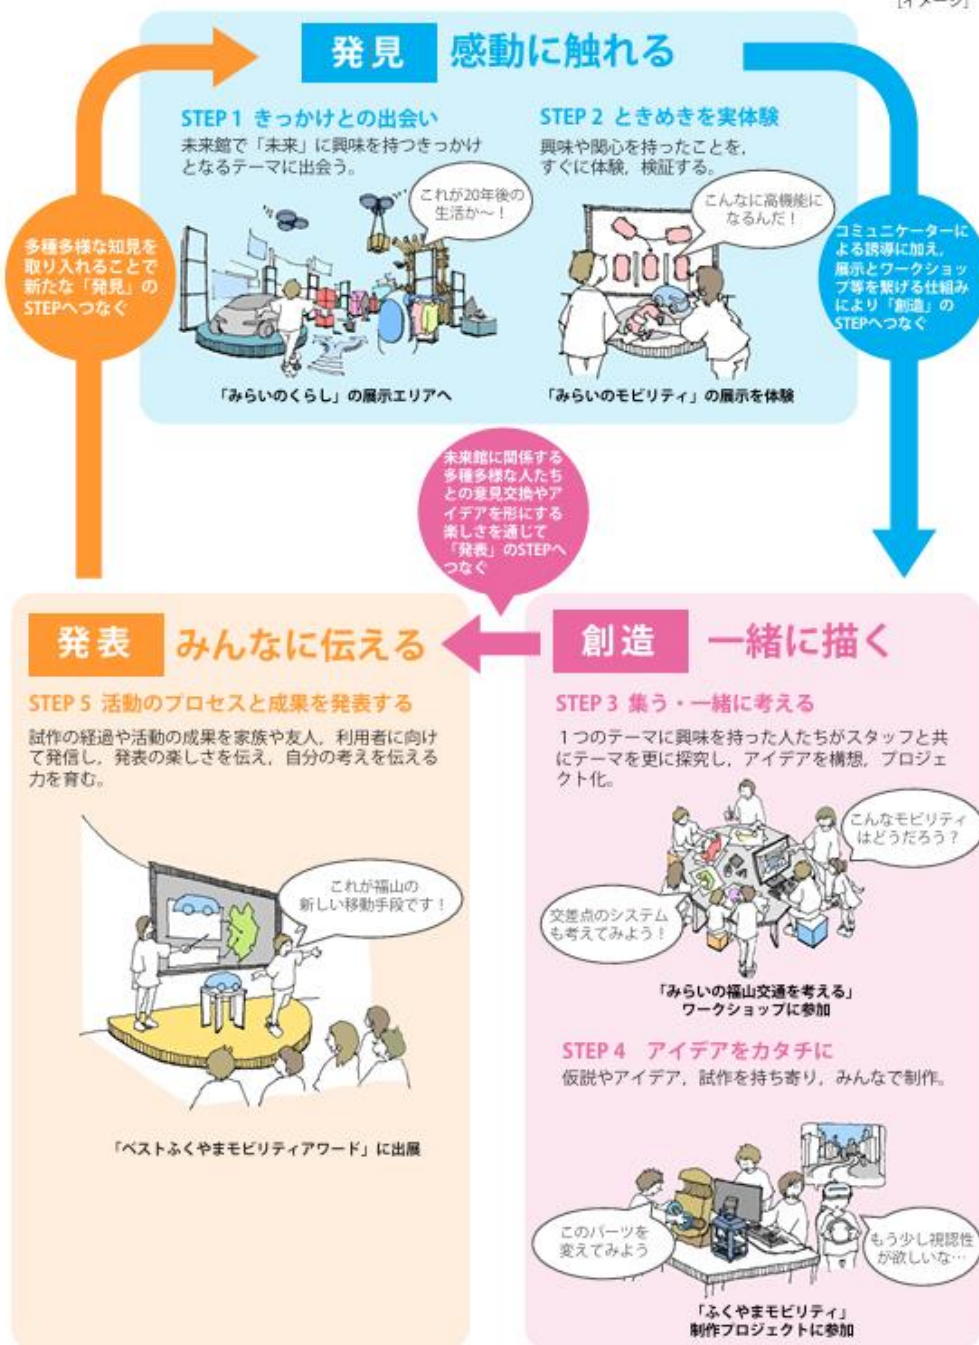 [イメージ]
発見 感動に触れる
STEP 1 きっかけとの出会い
未来館で「未来」に興味を持つきっかけ
となるテーマに出会う。
これが20年後の
生活か～！
「みらいのくらし」の展示エリアへ
STEP 2 ときめきを実体験
興味や関心を持ったことを，
すぐに体験，検証する。
こんなに高機能に
なるんだ！
「みらいのモビリティ」の展示を体験
コミュニケーターに
よる誘導に加え，
展示とワークショッ
プ等を繋げる仕組み
により「創造」の
STEPへつなぐ
創造 一緒に描く
STEP 3 集う・一緒に考える
１つのテーマに興味を持った人たちがスタッフと共
にテーマを更に探究し，アイデアを構想，プロジェ
クト化。
こんなモビリティ
はどうだろう？
交差点のシステム
も考えてみよう！
「みらいの福山交通を考える」
ワークショップに参加
STEP 4 アイデアをカタチに
仮説やアイデア，試作を持ち寄り，みんなで制作。
このパーツを
変えてみよう
もう少し視認性
が欲しいな…
「ふくやまモビリティ」
制作プロジェクトに参加
未来館に関係する
多種多様な人たち
との意見交換やア
イデアを形にする
楽しさを通じて
「発表」のSTEPへ
つなぐ
発表 みんなに伝える
STEP 5 活動のプロセスと成果を発表する
試作の経過や活動の成果を家族や友人，利用者に向け
て発信し，発表の楽しさを伝え，自分の考えを伝える
力を育む。
これが福山の
新しい移動手段です！
「ベストふくやまモビリティアワード」に出展
多種多様な知見を
取り入れることで
新たな「発見」の
STEPへつなぐ